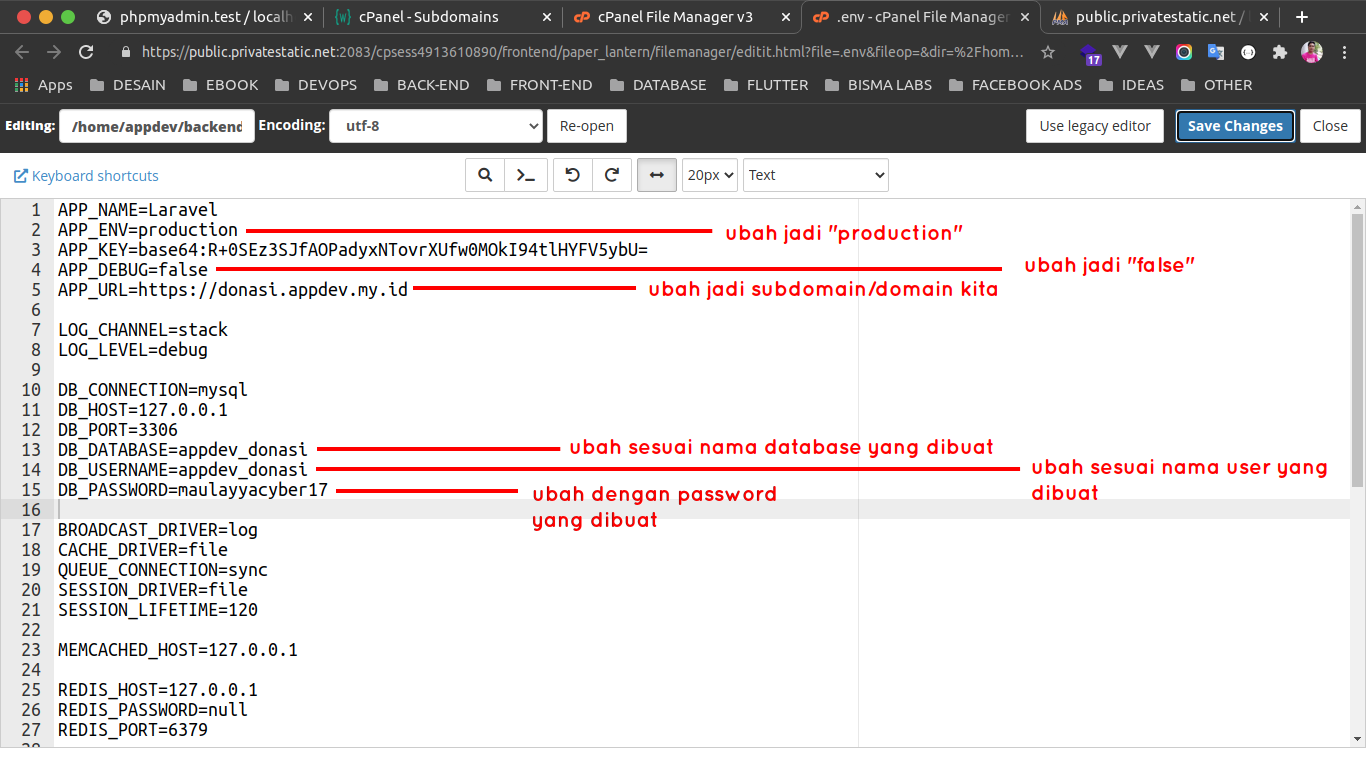 phpmyadmin.test / localh
cPanel - Subdomains
cPanel File Manager v3
.env - cPanel File Manager
public.privatestatic.net /
https://public.privatestatic.net:2083/cpsess4913610890/frontend/paper_lantern/filemanager/editit.html?file=.env&fileop=&dir=%2Fhom...
17
Apps DESAIN EBOOK DEVOPS BACK-END FRONT-END DATABASE FLUTTER BISMA LABS FACEBOOK ADS IDEAS OTHER
Editing: /home/appdev/backend Encoding: utf-8 Re-open Use legacy editor Save Changes Close
Keyboard shortcuts 20px Text
1 APP_NAME=Laravel
2 APP_ENV=production ubah jadi "production"
3 APP_KEY=base64:R+0SEz3SJfAOPadyxNTovrXUfw0MOkI94tlHYFV5ybU=
4 APP_DEBUG=false ubah jadi "false"
5 APP_URL=https://donasi.appdev.my.id ubah jadi subdomain/domain kita
6
7 LOG_CHANNEL=stack
8 LOG_LEVEL=debug
9
10 DB_CONNECTION=mysql
11 DB_HOST=127.0.0.1
12 DB_PORT=3306
13 DB_DATABASE=appdev_donasi ubah sesuai nama database yang dibuat
14 DB_USERNAME=appdev_donasi ubah sesuai nama user yang
dibuat
15 DB_PASSWORD=maulayyacyber17 ubah dengan password
yang dibuat
16
17 BROADCAST_DRIVER=log
18 CACHE_DRIVER=file
19 QUEUE_CONNECTION=sync
20 SESSION_DRIVER=file
21 SESSION_LIFETIME=120
22
23 MEMCACHED_HOST=127.0.0.1
24
25 REDIS_HOST=127.0.0.1
26 REDIS_PASSWORD=null
27 REDIS_PORT=6379